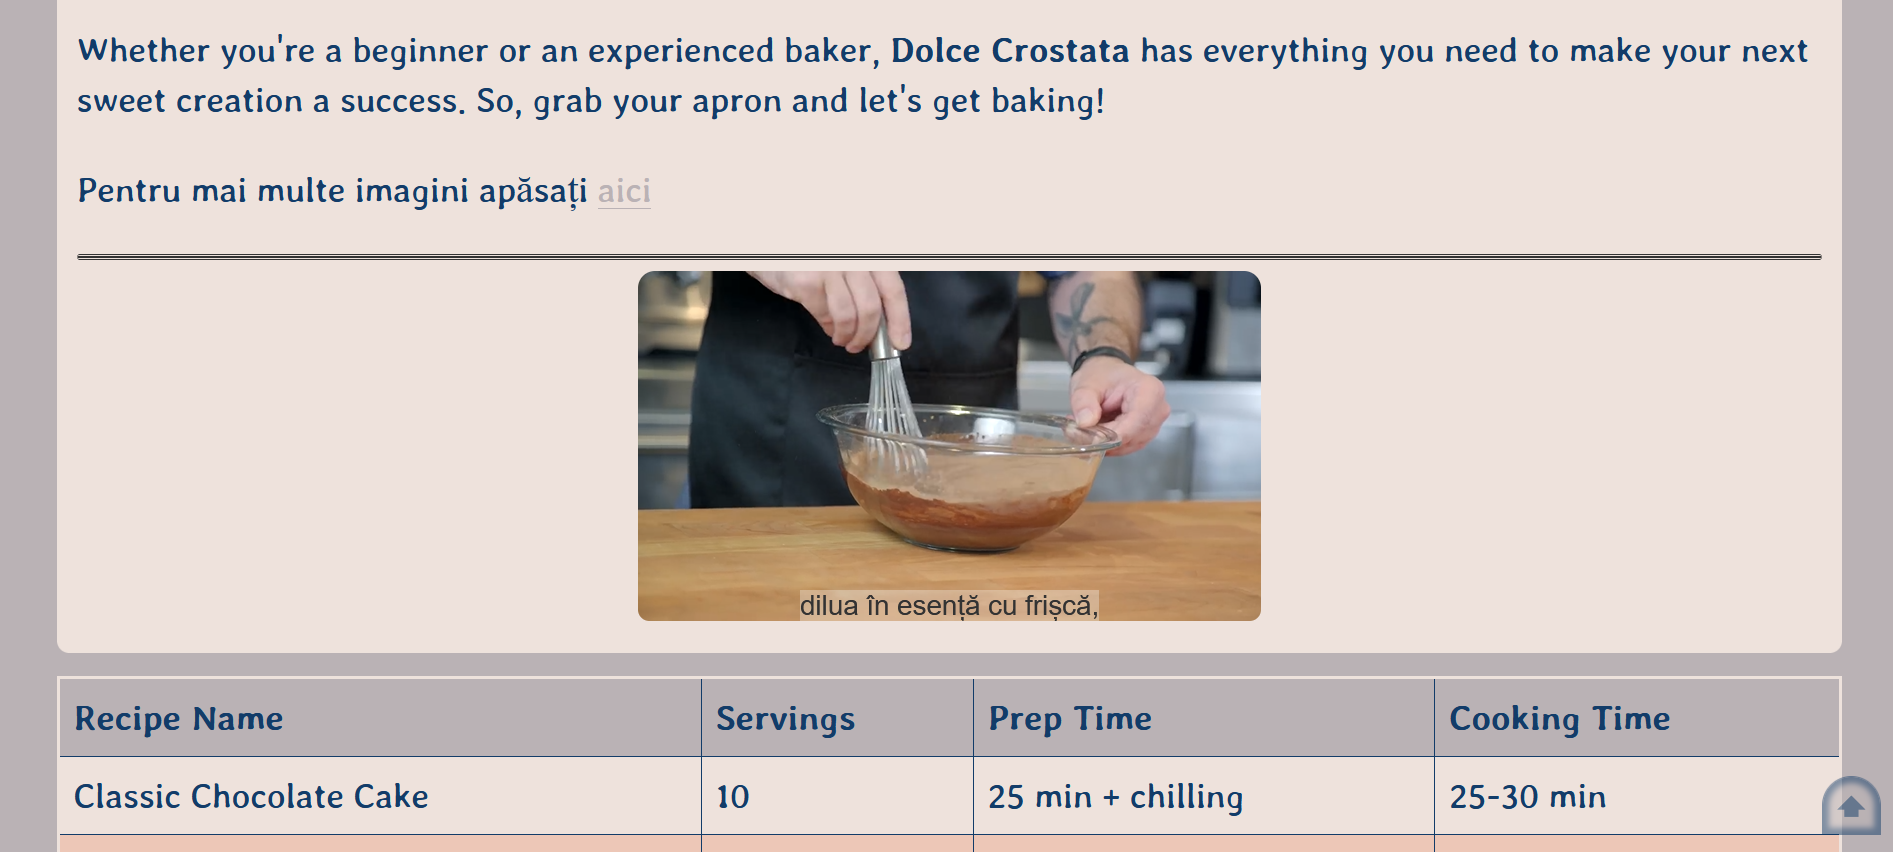 Whether you're a beginner or an experienced baker, Dolce Crostata has everything you need to make your next
sweet creation a success. So, grab your apron and let's get baking!
Pentru mai multe imagini apăsați aici
dilua în esență cu frișcă,
Recipe Name Servings Prep Time Cooking Time
Classic Chocolate Cake 10 25 min + chilling 25-30 min